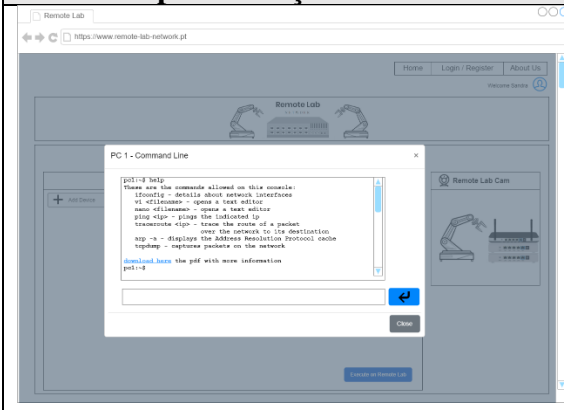 Remote Lab
https://www.remote-lab-network.pt
Home
Login / Register
About Us
Welcome Service
Remote Lab
PC 1 - Command Line
×
pc1:~$ help
These are the commands allowed on this console:
ifconfig - details about network interfaces
vi <filename> - opens a text editor
nano <filename> - opens a text editor
ping <ip> - pings the indicated ip
traceroute <ip> - trace the route of a packet
over the network to its destination
arp -a - displays the Address Resolution Protocol cache
tcpdump - captures packets on the network
download here the pdf with more information
pc1:~$
Close
Add Device
Remote Lab Cam
Execute on Remote Lab